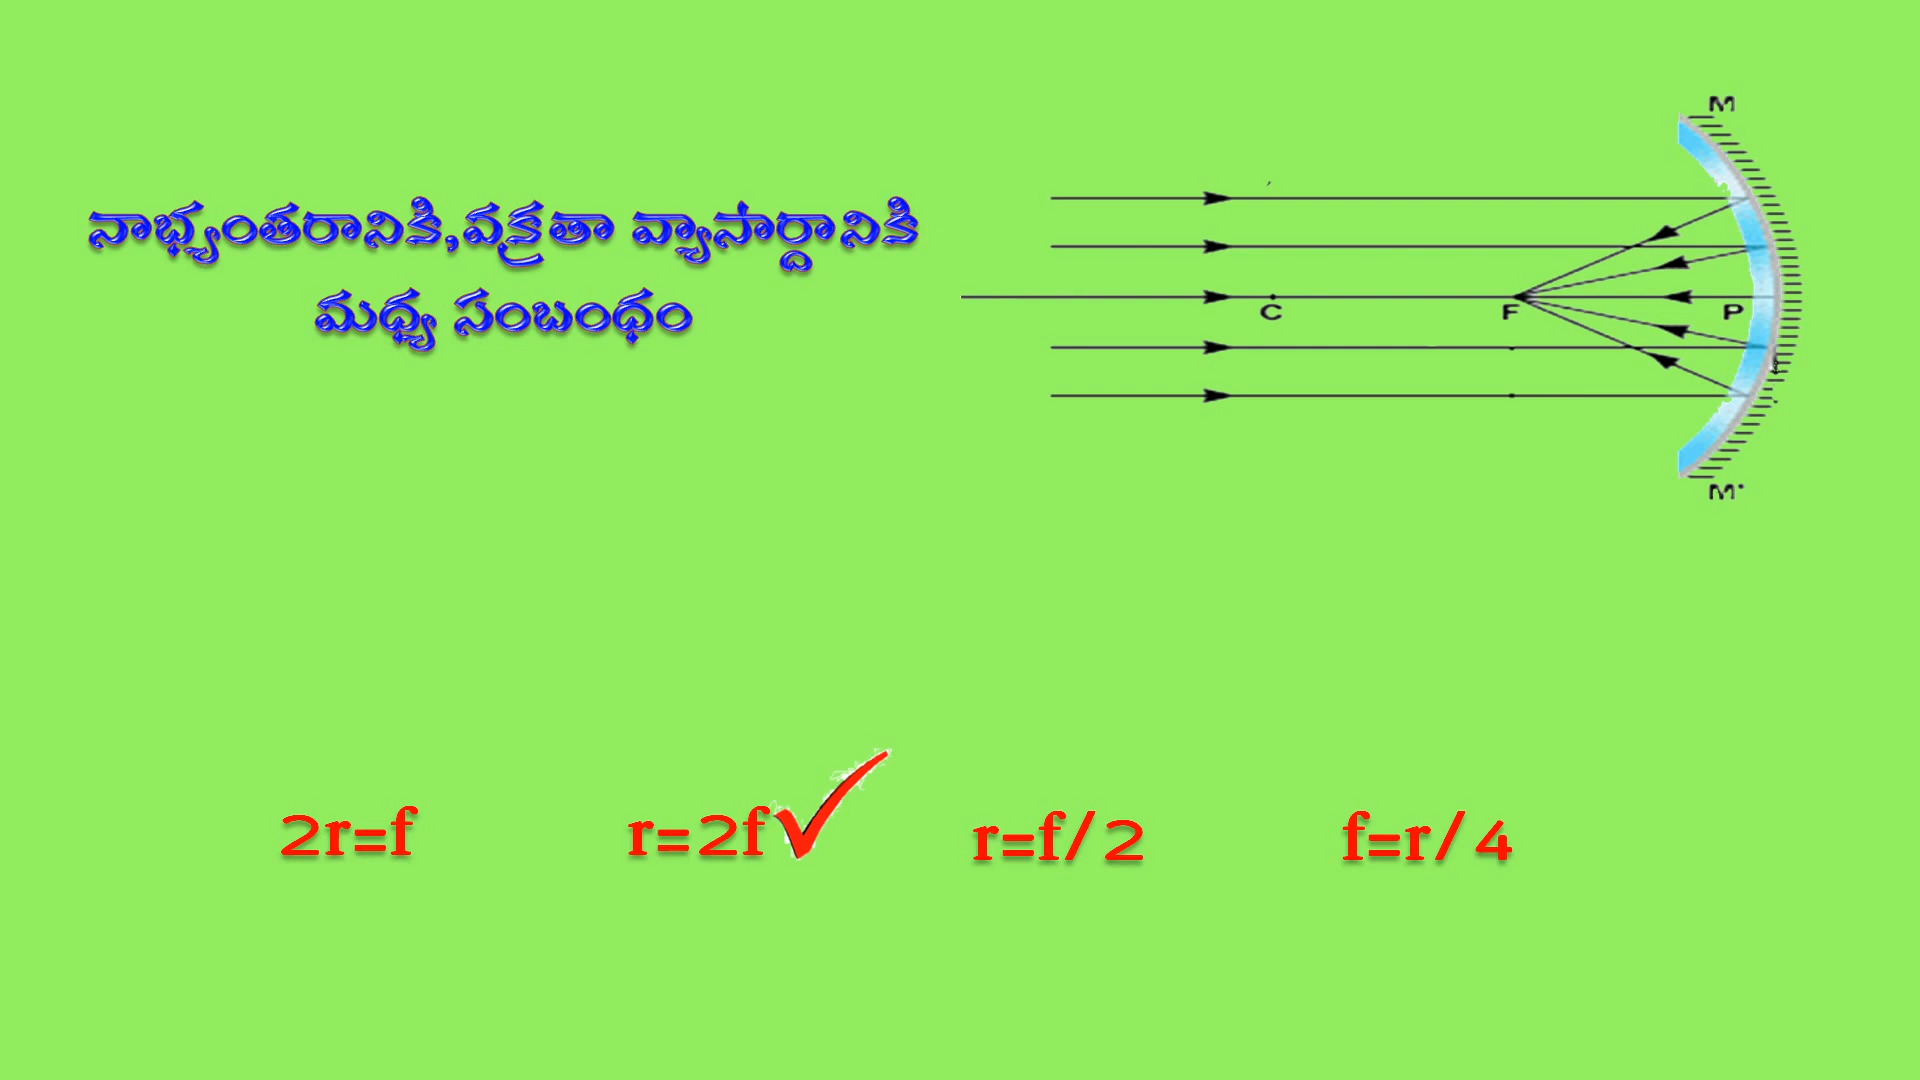 నాభ్యంతరానికి,వక్రతా వ్యాసార్దానికి
మధ్య సంబంధం
M
C
F
P
M'
2r=f
r=2f
r=f/2
f=r/4